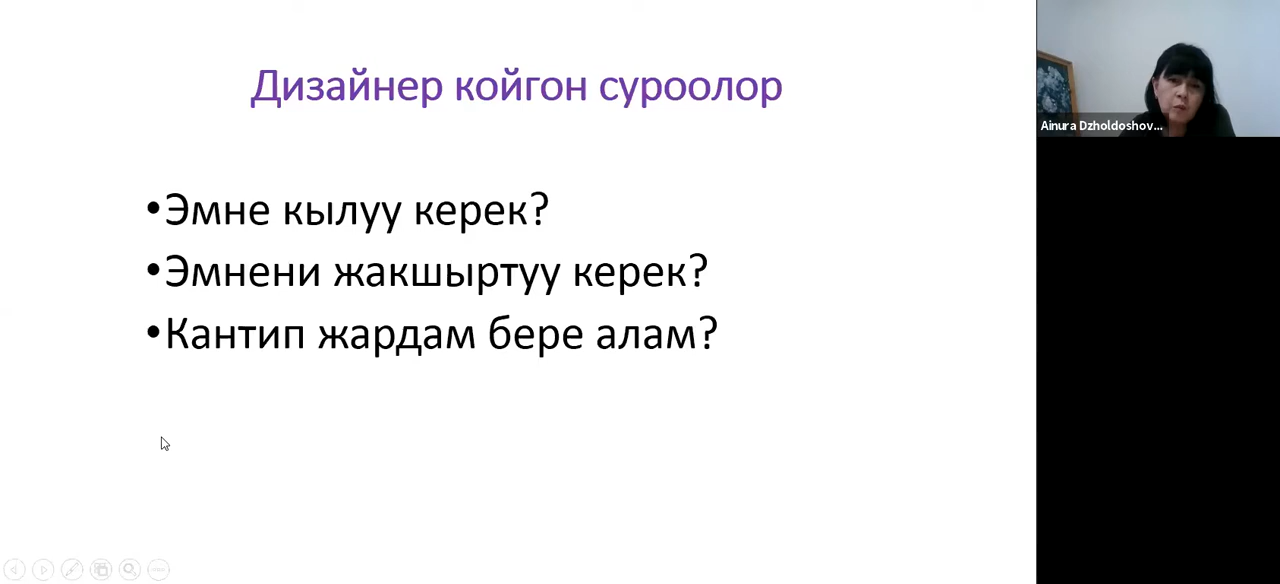 Дизайнер койгон суроолор
•Эмне кылуу керек?
•Эмнени жакшыртуу керек?
•Кантип жардам бере алам?
Ainura Dzholdoshov...